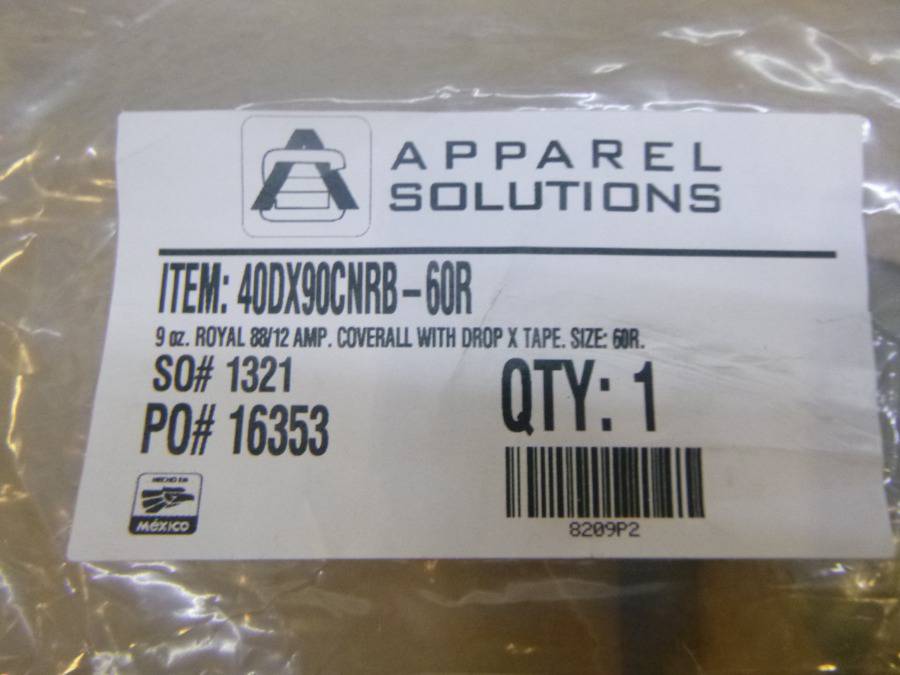 APPAREL
SOLUTIONS
ITEM: 40DX90CNRB-60R
9 oz. ROYAL 88/12 AMP. COVERALL WITH DROP X TAPE. SIZE: 60R.
SO# 1321
PO# 16353
QTY: 1
8209P2
HECHO EN
MéXICO